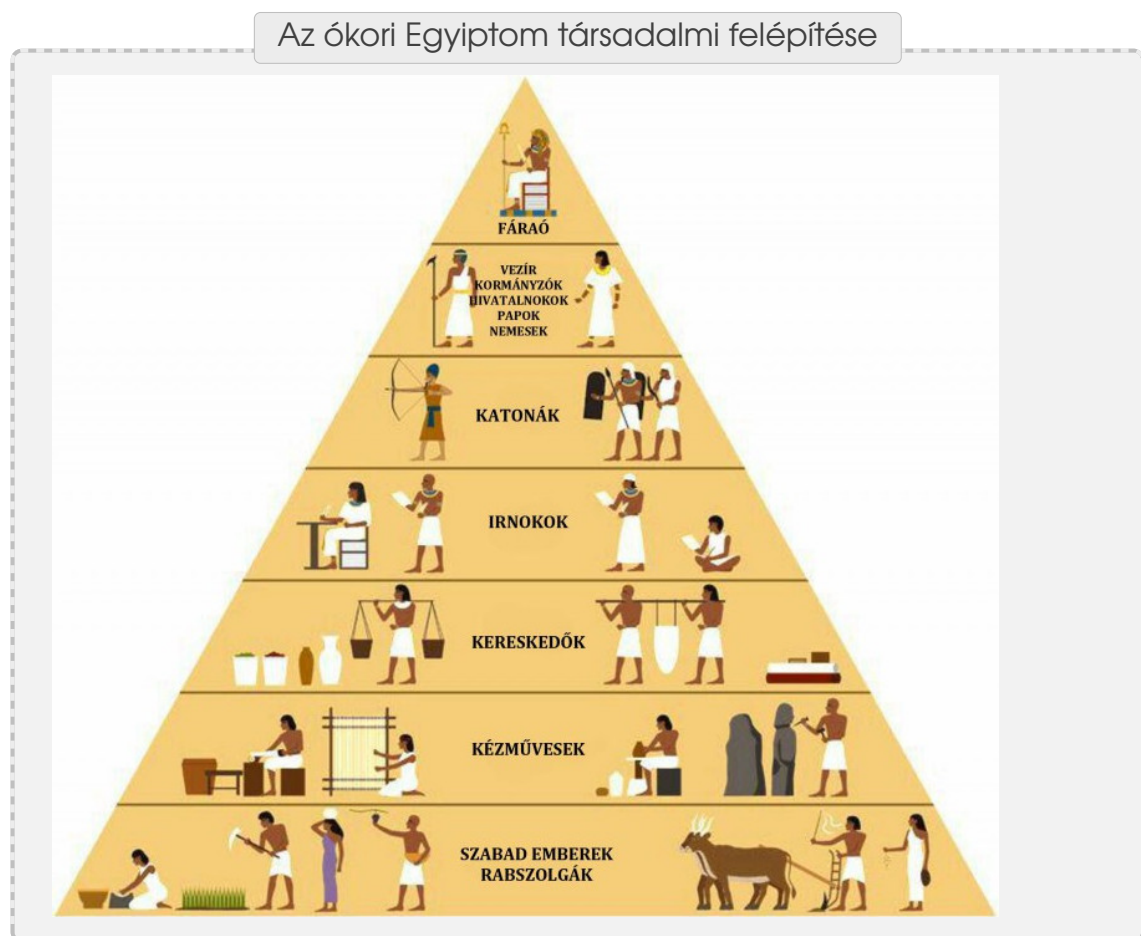 Az ókori Egyiptom társadalmi felépítése
FÁRAÓ
VEZÍR
KORMÁNYZÓK
HIVATALNOKOK
PAPOK
NEMESEK
KATONÁK
IRNOKOK
KERESKEDŐK
KÉZMŰVESEK
SZABAD EMBEREK
RABSZOLGÁK